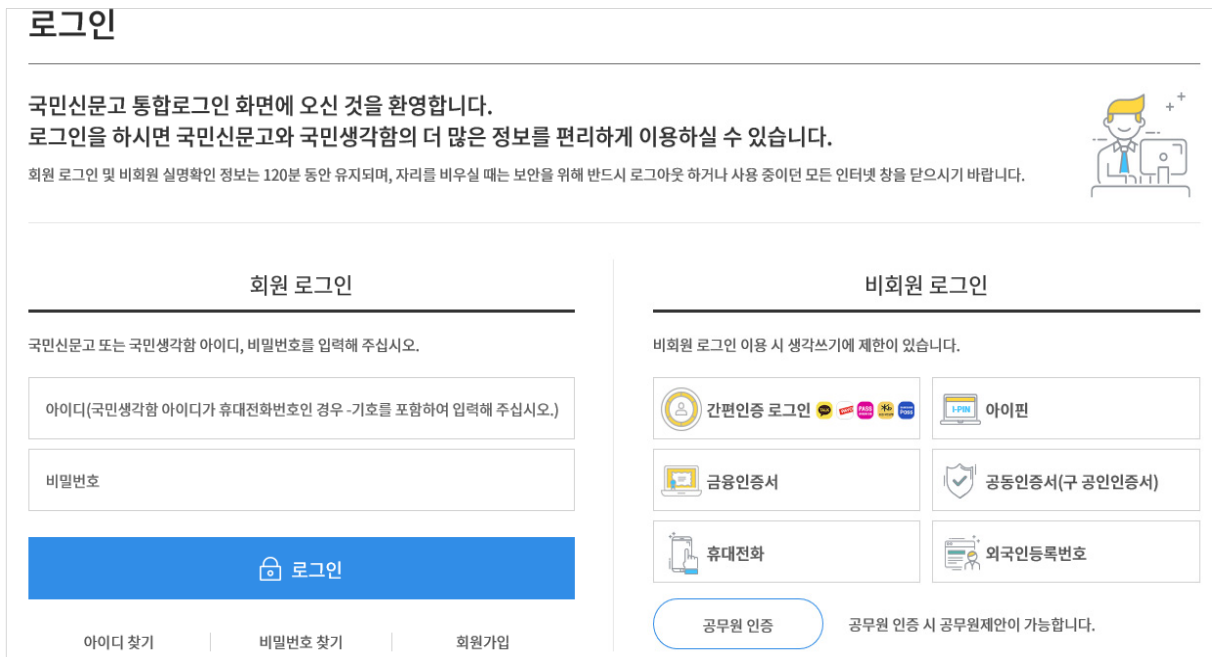 로그인
국민신문고 통합로그인 화면에 오신 것을 환영합니다.
로그인을 하시면 국민신문고와 국민생각함의 더 많은 정보를 편리하게 이용하실 수 있습니다.
회원 로그인 및 비회원 실명확인 정보는 120분 동안 유지되며, 자리를 비우실 때는 보안을 위해 반드시 로그아웃 하거나 사용 중이던 모든 인터넷 창을 닫으시기 바랍니다.
회원 로그인
국민신문고 또는 국민생각함 아이디, 비밀번호를 입력해 주십시오.
아이디(국민생각함 아이디가 휴대전화번호인 경우 -기호를 포함하여 입력해 주십시오.)
비밀번호
로그인
아이디 찾기
비밀번호 찾기
회원가입
비회원 로그인
비회원 로그인 이용 시 생각쓰기에 제한이 있습니다.
간편인증 로그인
I-PIN 아이핀
금융인증서
공동인증서(구 공인인증서)
휴대전화
외국인등록번호
공무원 인증
공무원 인증 시 공무원제안이 가능합니다.